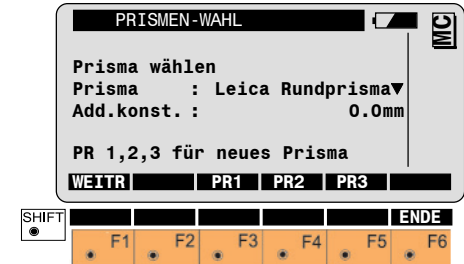 PRISMEN-WAHL
MC
Prisma wählen
Prisma : Leica Rundprisma▼
Add.konst. : 0.0mm
PR 1,2,3 für neues Prisma
WEITR PR1 PR2 PR3
SHIFT ENDE
F1 F2 F3 F4 F5 F6